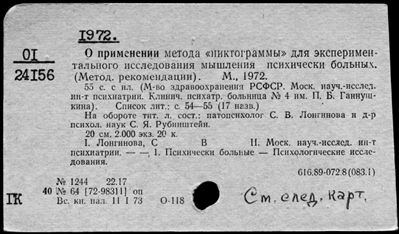 1972.
OI
24156
О применении метода «пиктограммы» для эксперимен-
тального исследования мышления психически больных.
(Метод. рекомендации). М., 1972.
55 с. с ил. (М-во здравоохранения РСФСР. Моск. науч.-исслед.
ин-т психиатрии. Клинич. психиатр. больница № 4 им. П. Б. Ганнуш-
кина). Список лит.: с. 54—55 (17 назв.)
На обороте тит. л. сост.: патопсихолог С. В. Лонгинова и д-р
психол. наук С. Я. Рубинштейн.
20 см. 2.000 экз. 20 к.
I. Лонгинова, С В II. Моск. науч.-исслед. ин-т
психиатрии. — — 1. Психически больные — Психологические иссле-
дования.
616.89-072.8(083.1)
№ 1244 22.17
40 № 64 [72-98311] оп
Вс. кн. пал. 11 I 73 О-118
IK
См. след. карт.